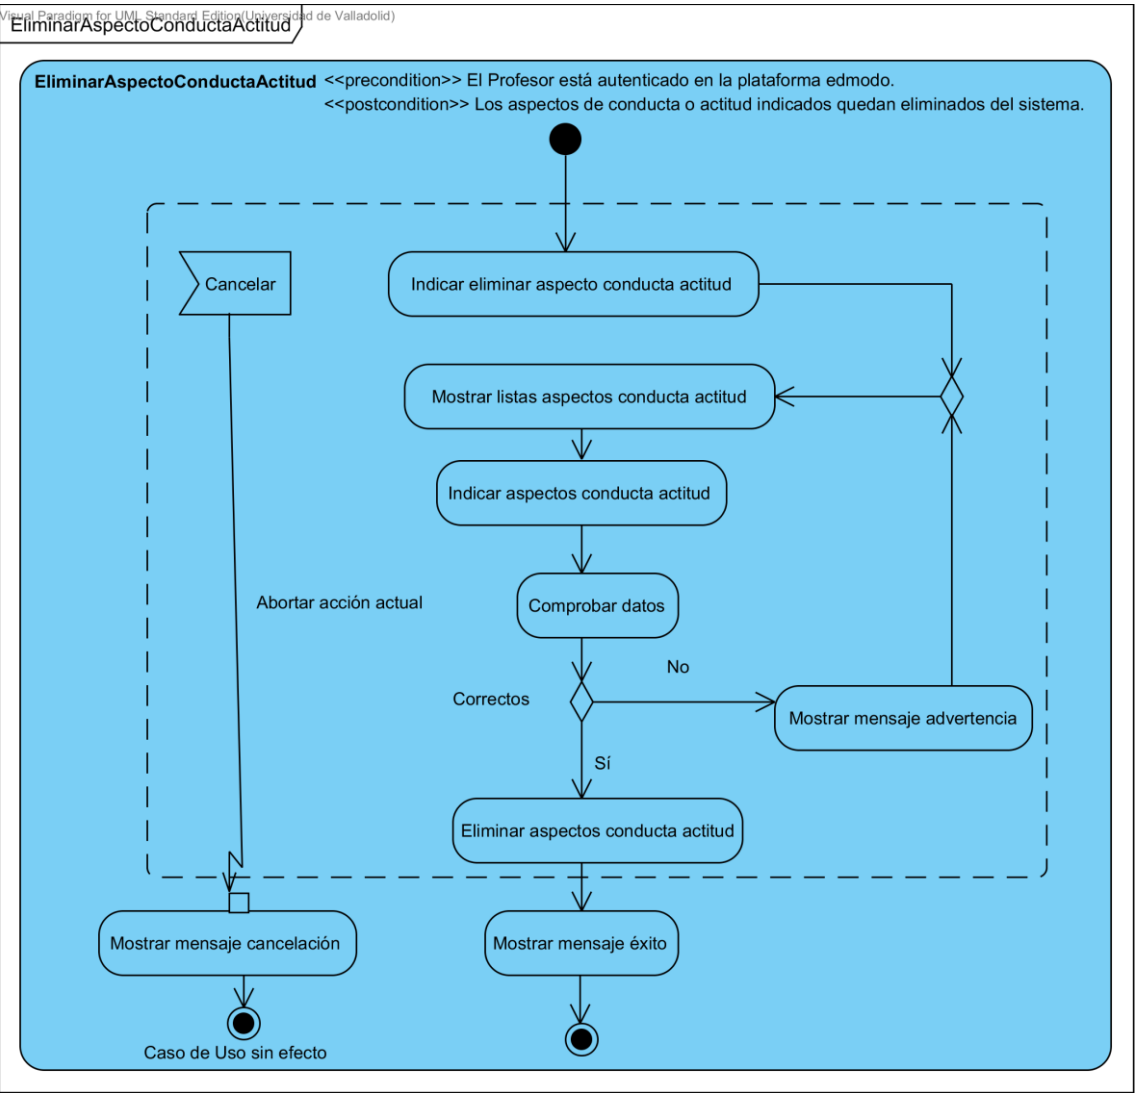 Visual Paradigm for UML Standard Edition(Universidad de Valladolid)
EliminarAspectoConductaActitud
EliminarAspectoConductaActitud <<precondition>> El Profesor está autenticado en la plataforma edmodo.
<<postcondition>> Los aspectos de conducta o actitud indicados quedan eliminados del sistema.
Cancelar
Indicar eliminar aspecto conducta actitud
Mostrar listas aspectos conducta actitud
Indicar aspectos conducta actitud
Abortar acción actual
Comprobar datos
No
Correctos
Mostrar mensaje advertencia
Sí
Eliminar aspectos conducta actitud
Mostrar mensaje cancelación
Mostrar mensaje éxito
Caso de Uso sin efecto